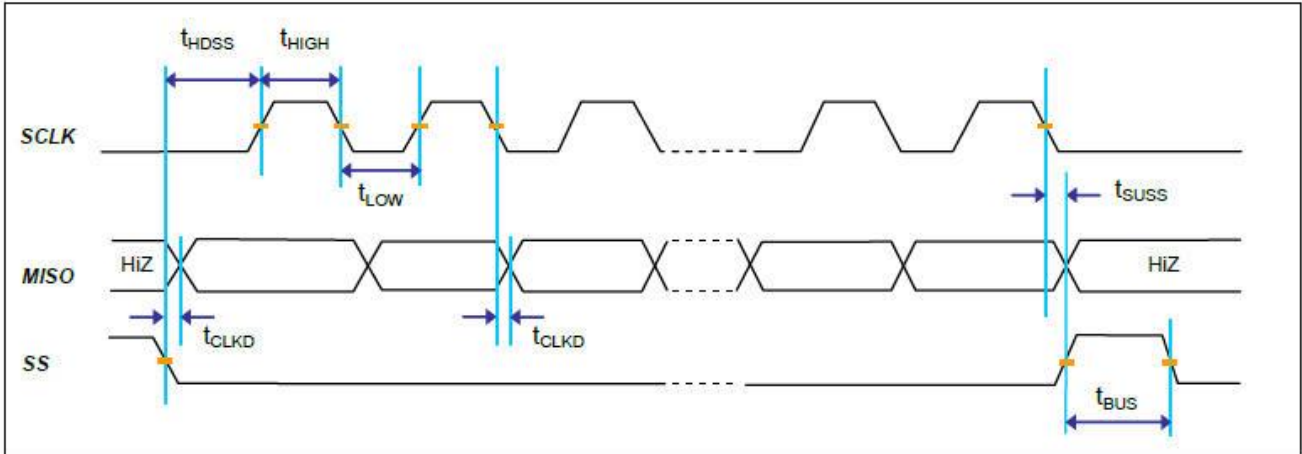 tHDSS tHIGH
SCLK
tLOW
tSUSS
HiZ HiZ
MISO
tCLKD tCLKD
SS
tBUS